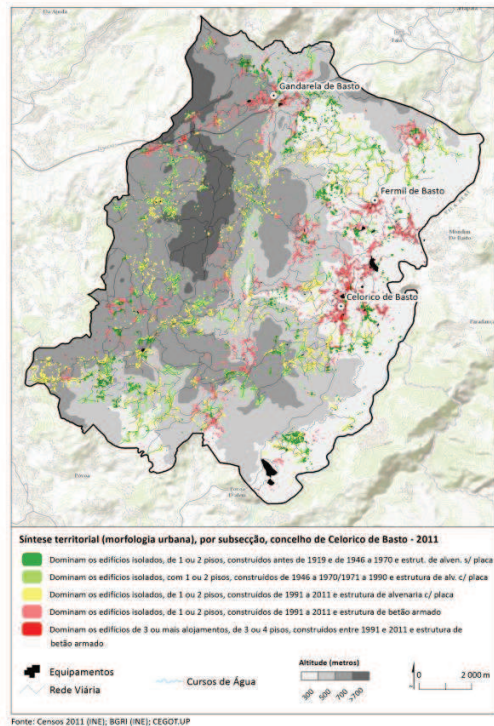 Gandarela de Basto
Fermil de Basto
Mondim
De Basto
Celorico de Basto
Síntese territorial (morfologia urbana), por subsecção, concelho de Celorico de Basto - 2011
Dominam os edifícios isolados, de 1 ou 2 pisos, construídos antes de 1919 e de 1946 a 1970 e estrut. de alven. s/ placa
Dominam os edifícios isolados, com 1 ou 2 pisos, construídos de 1946 a 1970/1971 a 1990 e estrutura de alv. c/ placa
Dominam os edifícios isolados, de 1 ou 2 pisos, construídos de 1991 a 2011 e estrutura de alvenaria c/ placa
Dominam os edifícios isolados, de 1 ou 2 pisos, construídos de 1991 a 2011 e estrutura de betão armado
Dominam os edifícios de 3 ou mais alojamentos, de 3 ou 4 pisos, construídos entre 1991 e 2011 e estrutura de
betão armado
Equipamentos
Rede Viária
Cursos de Água
Altitude (metros)
300 500 700 >700
0 2 000 m
Fonte: Censos 2011 (INE); BGRI (INE); CEGOT.UP